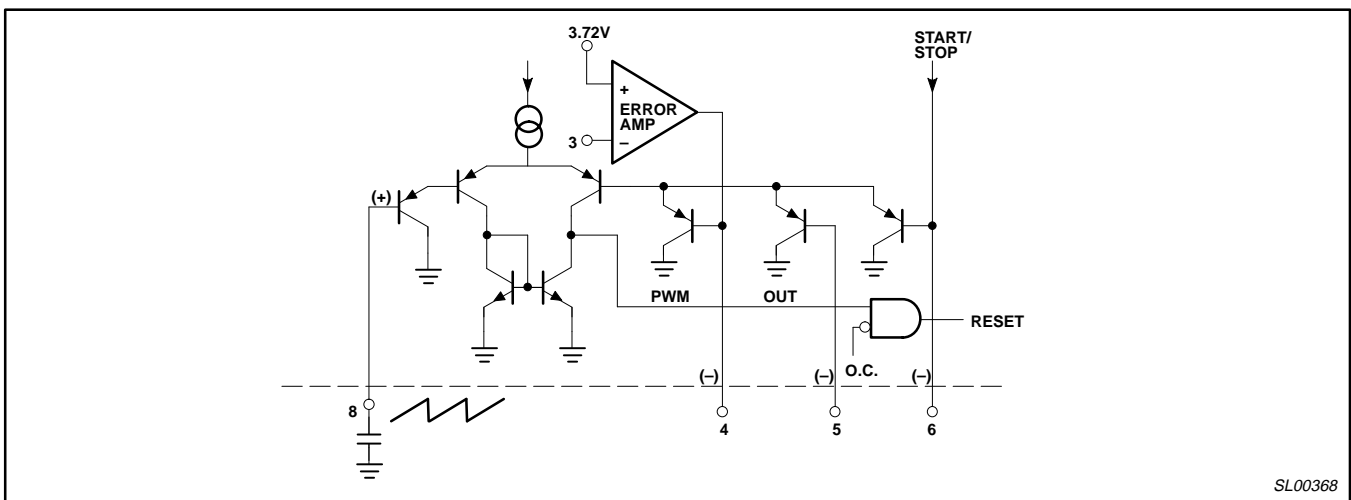 3.72V
START/
STOP
+
ERROR
AMP
3
–
(+)
PWM
OUT
RESET
O.C.
(–)
(–)
(–)
8
4
5
6
SL00368